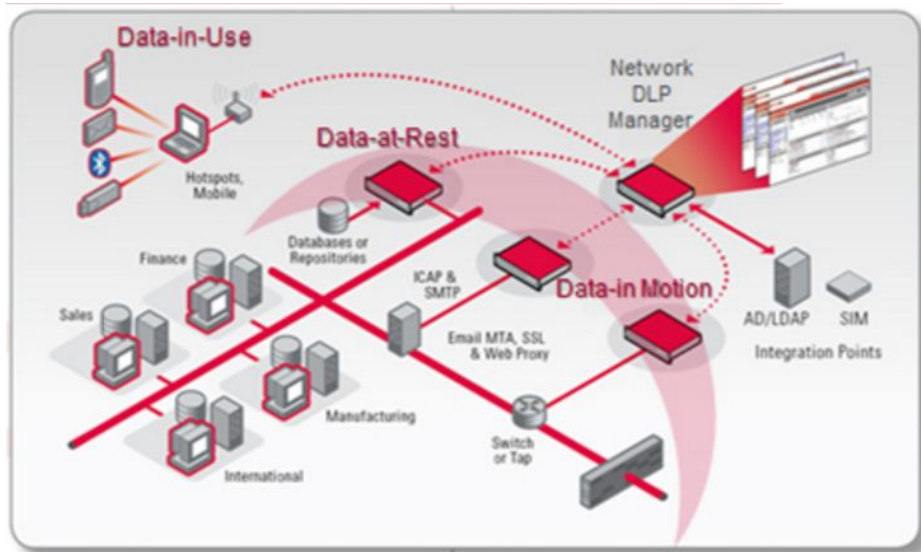 Data-in-Use
Network
DLP
Manager
Data-at-Rest
Hotspots,
Mobile
Databases or
Repositories
Finance
ICAP &
SMTP
Data-in Motion
Sales
AD/LDAP
SIM
Email MTA, SSL
& Web Proxy
Integration Points
Manufacturing
Switch
or Tap
International